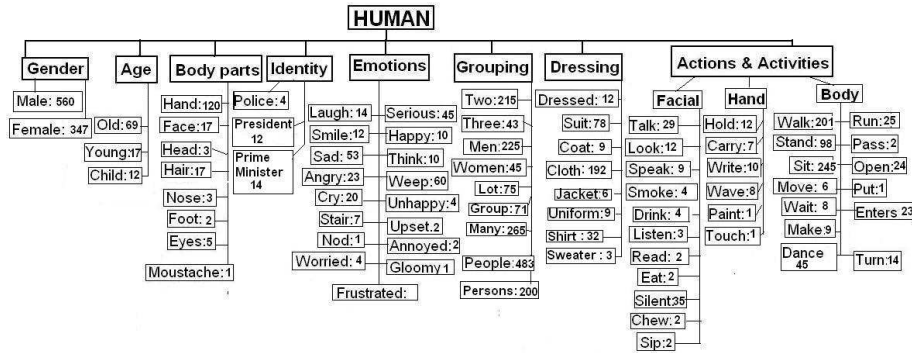 HUMAN
Gender
Male: 560
Female: 347
Age
Old: 69
Young: 17
Child: 12
Body parts
Hand: 120
Face: 17
Head: 3
Hair: 17
Nose: 3
Foot: 2
Eyes: 5
Moustache: 1
Identity
Police: 4
President
12
Prime
Minister
14
Emotions
Laugh: 14
Smile: 12
Sad: 53
Angry: 23
Cry: 20
Stair: 7
Nod: 1
Worried: 4
Serious: 45
Happy: 10
Think: 10
Weep: 60
Unhappy: 4
Upset. 2
Annoyed: 2
Gloomy 1
Frustrated:
Grouping
Two: 215
Three: 43
Men: 225
Women: 45
Lot: 75
Group: 71
Many: 265
People: 483
Persons: 200
Dressing
Dressed: 12
Suit: 78
Coat: 9
Cloth: 192
Jacket: 6
Uniform: 9
Shirt : 32
Sweater : 3
Actions & Activities
Facial
Talk: 29
Look: 12
Speak: 9
Smoke: 4
Drink: 4
Listen: 3
Read: 2
Eat: 2
Silent: 35
Chew: 2
Sip: 2
Hand
Hold: 12
Carry: 7
Write: 10
Wave: 8
Paint: 1
Touch: 1
Body
Walk: 201
Stand: 98
Sit: 245
Move: 6
Wait: 8
Make: 9
Dance
45
Run: 25
Pass: 2
Open: 24
Put: 1
Enters 23
Turn: 14